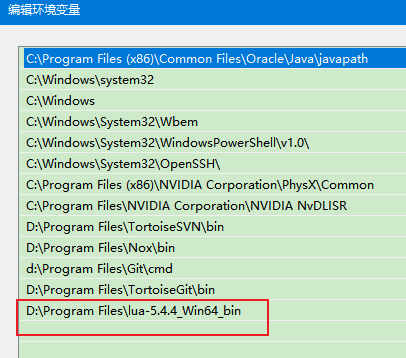 编辑环境变量
C:\Program Files (x86)\Common Files\Oracle\Java\javapath
C:\Windows\system32
C:\Windows
C:\Windows\System32\Wbem
C:\Windows\System32\WindowsPowerShell\v1.0\
C:\Windows\System32\OpenSSH\
C:\Program Files (x86)\NVIDIA Corporation\PhysX\Common
C:\Program Files\NVIDIA Corporation\NVIDIA NvDLISR
D:\Program Files\TortoiseSVN\bin
D:\Program Files\Nox\bin
d:\Program Files\Git\cmd
D:\Program Files\TortoiseGit\bin
D:\Program Files\lua-5.4.4_Win64_bin